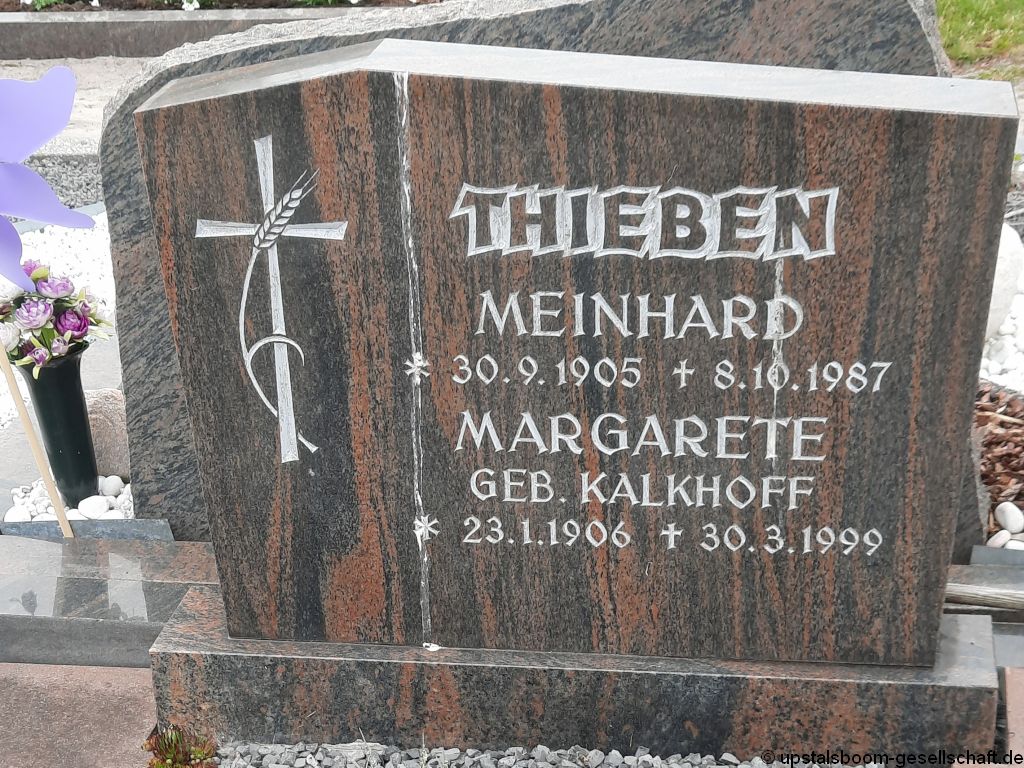 THIEBEN
MEINHARD
* 30.9.1905 † 8.10.1987
MARGARETE
GEB. KALKHOFF
* 23.1.1906 † 30.3.1999
© upstalsboom-gesellschaft.de